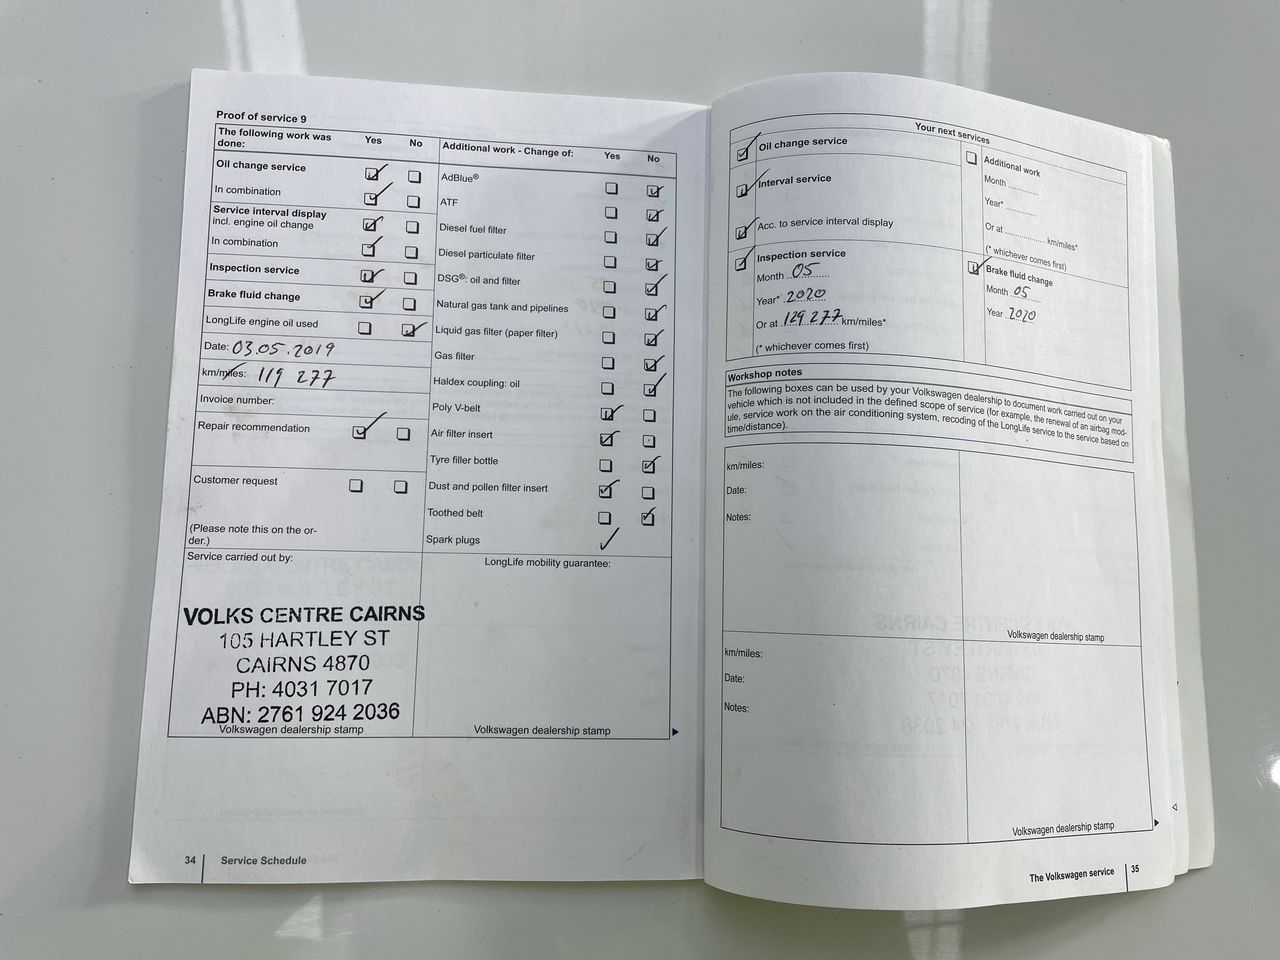 Proof of service 9
The following work was done: Yes No
Oil change service
In combination
Service interval display
incl. engine oil change
In combination
Inspection service
Brake fluid change
LongLife engine oil used
Date: 03.05.2019
km/miles: 119 277
Invoice number:
Repair recommendation
Customer request
(Please note this on the or-
der.)
Additional work - Change of: Yes No
AdBlue®
ATF
Diesel fuel filter
Diesel particulate filter
DSG®: oil and filter
Natural gas tank and pipelines
Liquid gas filter (paper filter)
Gas filter
Haldex coupling: oil
Poly V-belt
Air filter insert
Tyre filler bottle
Dust and pollen filter insert
Toothed belt
Spark plugs
Service carried out by:
VOLKS CENTRE CAIRNS
105 HARTLEY ST
CAIRNS 4870
PH: 4031 7017
ABN: 2761 924 2036
Volkswagen dealership stamp
LongLife mobility guarantee:
Volkswagen dealership stamp
34 Service Schedule
Your next services
Oil change service
Interval service
Acc. to service interval display
Inspection service
Month 05
Year* 2020
Or at 129 277 km/miles*
(* whichever comes first)
Additional work
Month
Year*
Or at km/miles*
(* whichever comes first)
Brake fluid change
Month 05
Year 2020
Workshop notes
The following boxes can be used by your Volkswagen dealership to document work carried out on your
vehicle which is not included in the defined scope of service (for example, the renewal of an airbag mod-
ule, service work on the air conditioning system, recoding of the LongLife service to the service based on
time/distance).
km/miles:
Date:
Notes:
Volkswagen dealership stamp
km/miles:
Date:
Notes:
Volkswagen dealership stamp
The Volkswagen service 35